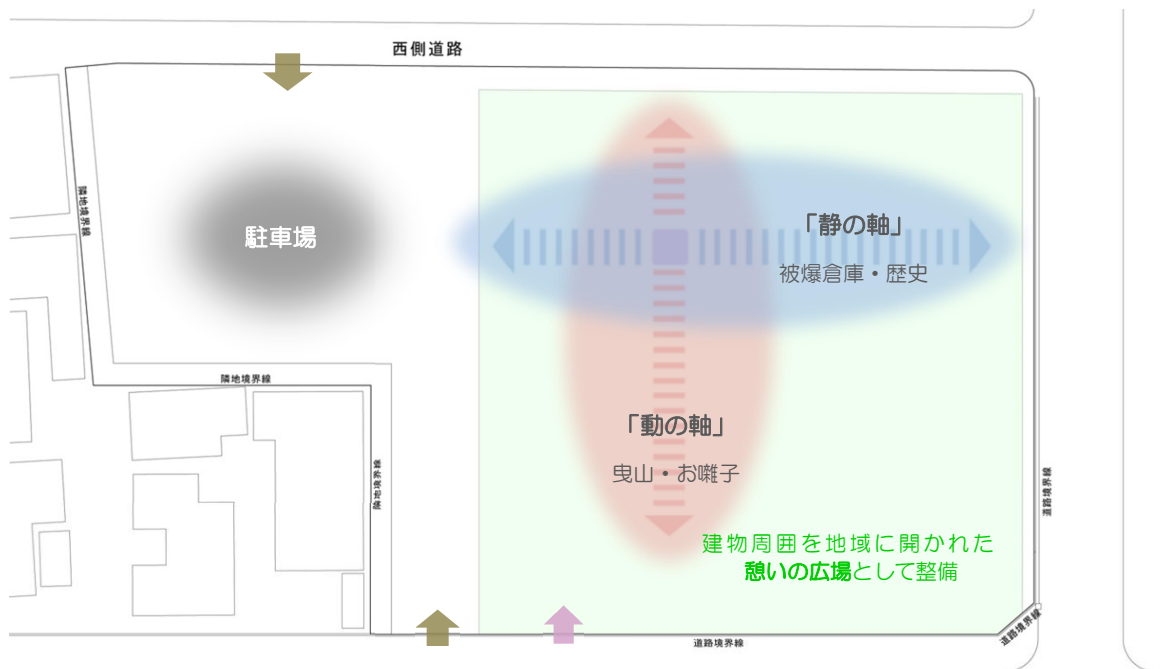 西側道路
隣地境界線
駐車場
「静の軸」
被爆倉庫・歴史
隣地境界線
「動の軸」
曳山・お囃子
隣地境界線
道路境界線
建物周囲を地域に開かれた
憩いの広場として整備
道路境界線
道路境界線